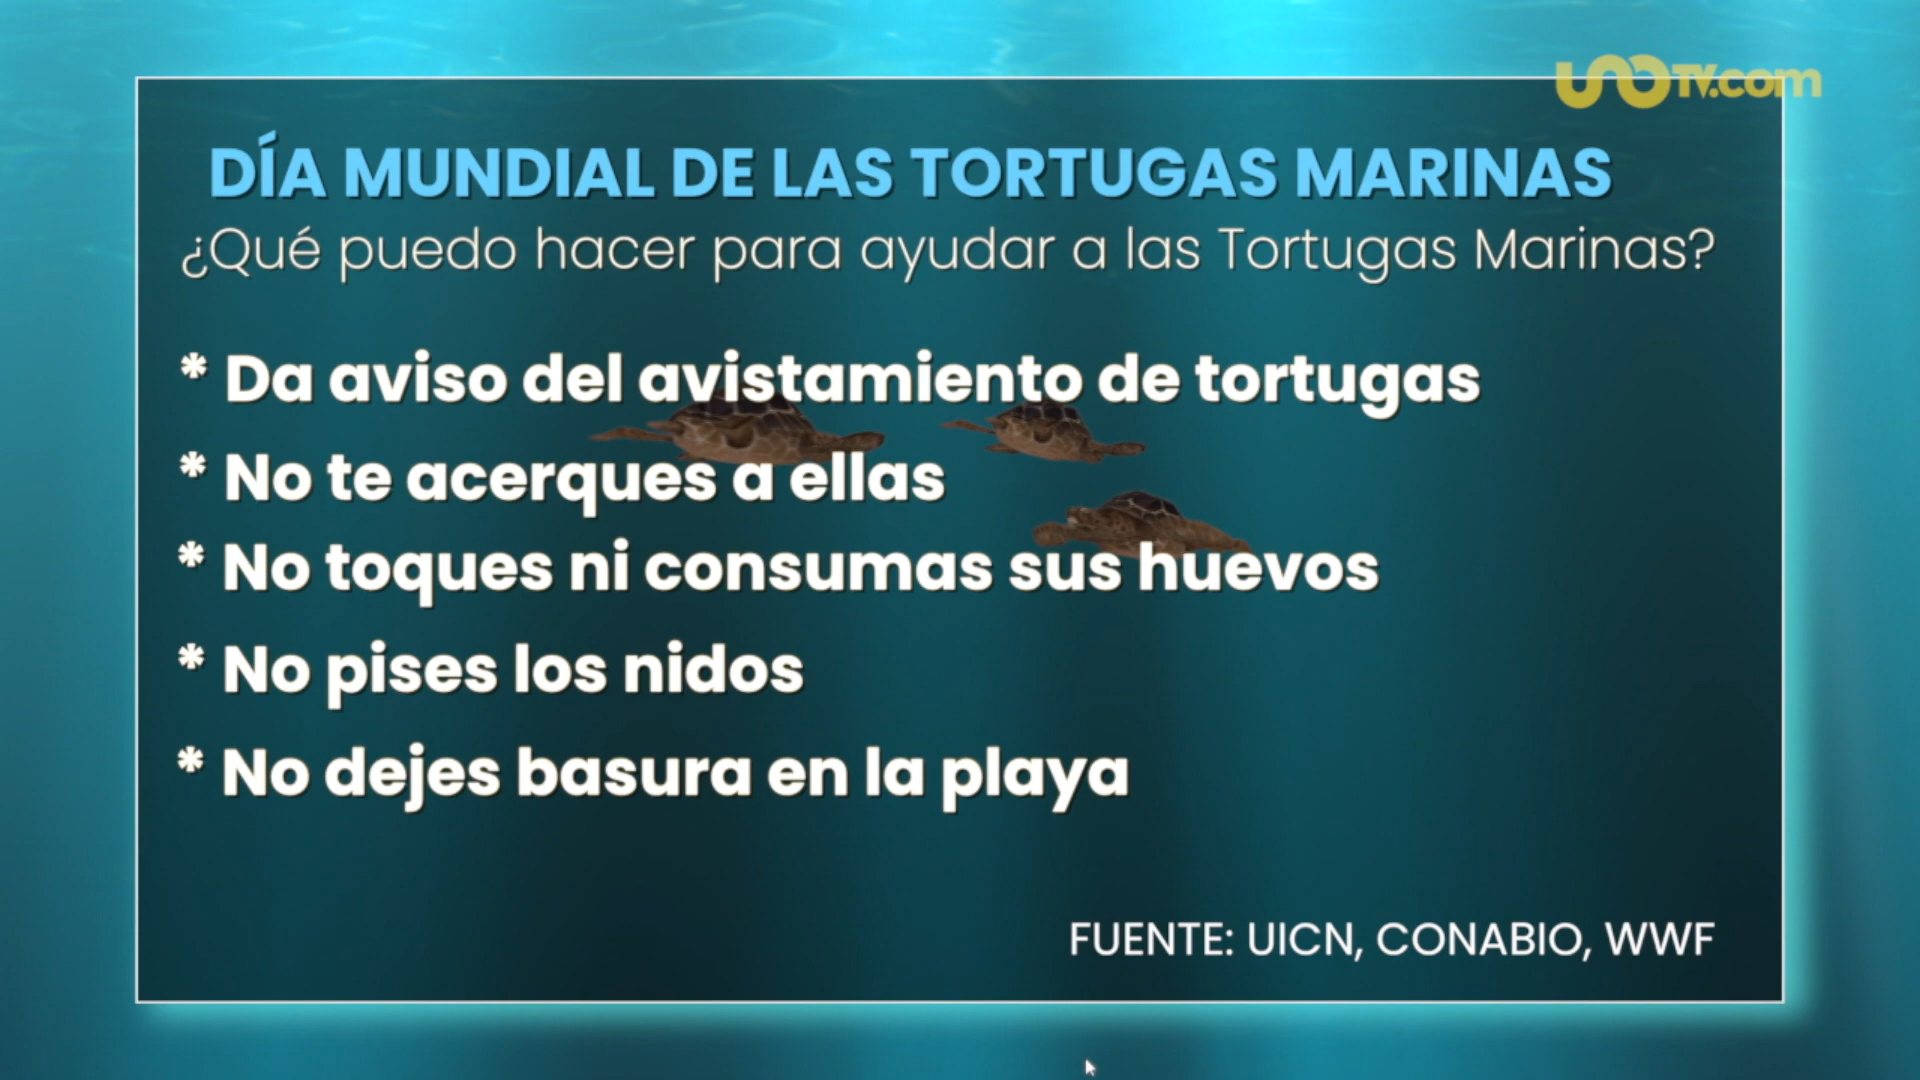 UNOTV.com
DÍA MUNDIAL DE LAS TORTUGAS MARINAS
¿Qué puedo hacer para ayudar a las Tortugas Marinas?
* Da aviso del avistamiento de tortugas
* No te acerques a ellas
* No toques ni consumas sus huevos
* No pises los nidos
* No dejes basura en la playa
FUENTE: UICN, CONABIO, WWF